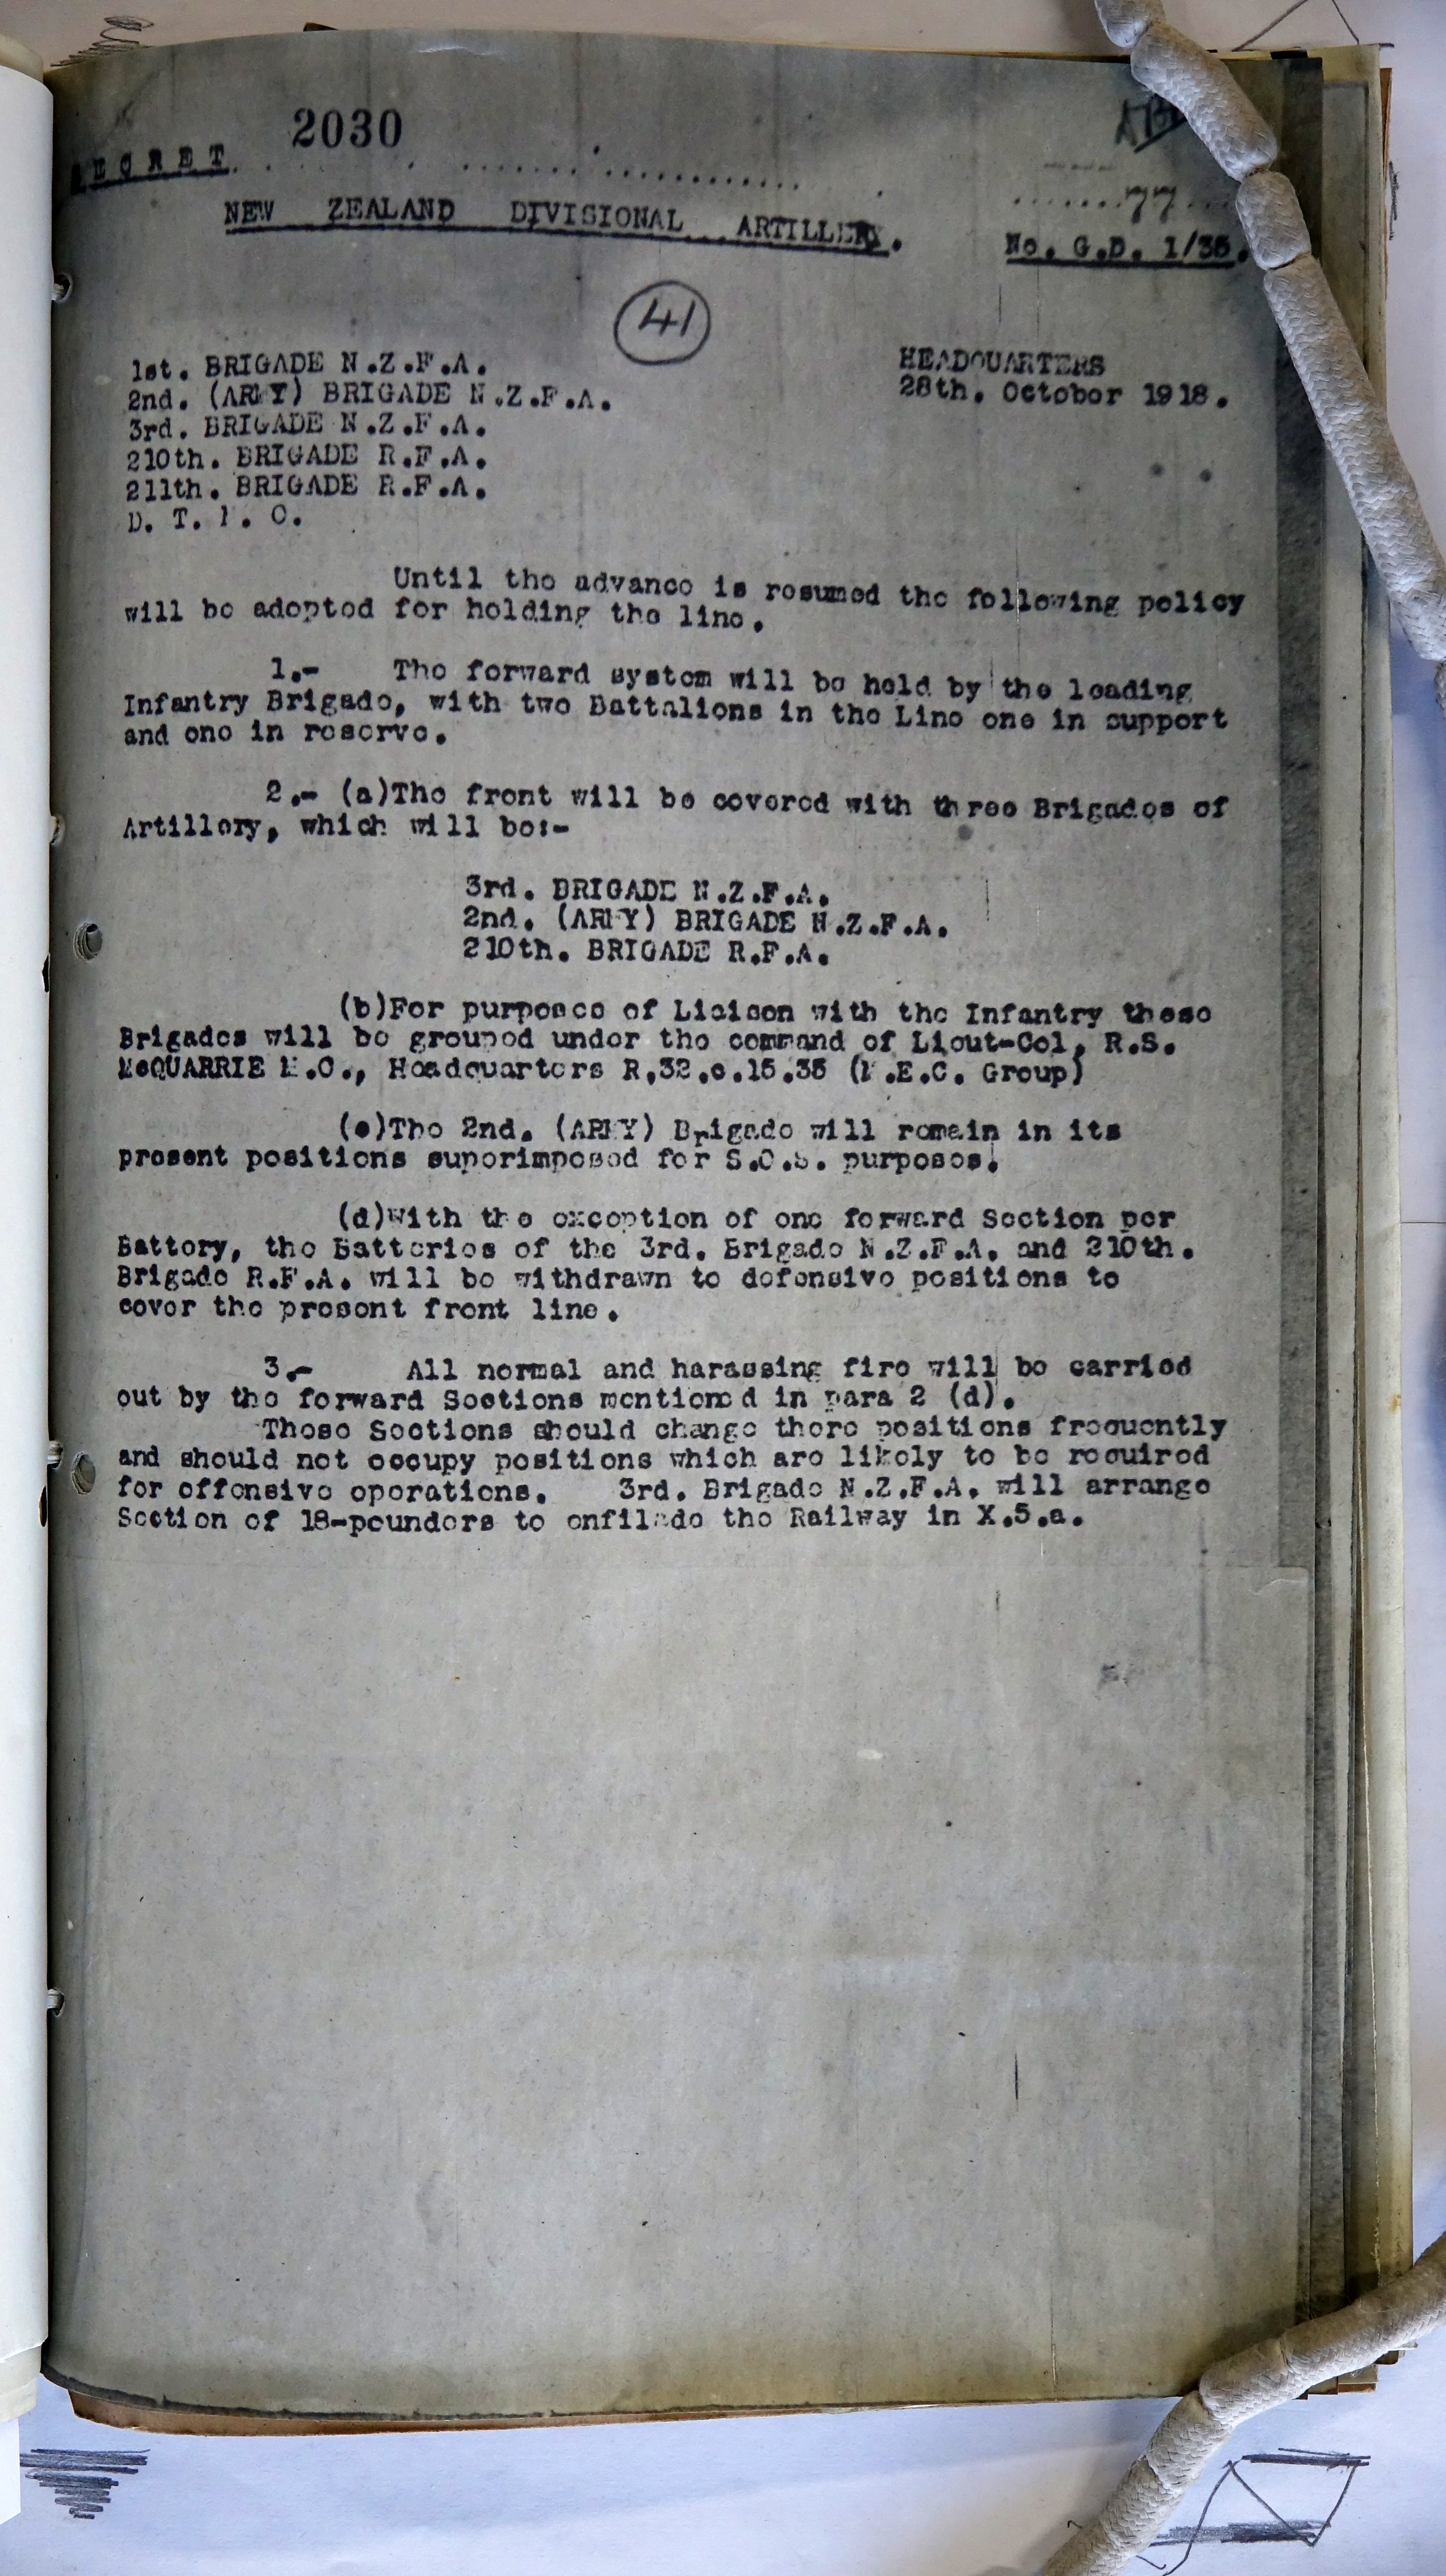 2030
SECRET
77
NEW ZEALAND DIVISIONAL ARTILLERY.
No. G.D. 1/35.
41
1st. BRIGADE N.Z.F.A.
2nd. (ARMY) BRIGADE N.Z.F.A.
3rd. BRIGADE N.Z.F.A.
210th. BRIGADE R.F.A.
211th. BRIGADE R.F.A.
HEADQUARTERS
28th. October 1918.
Until the advance is resumed the following policy
will be adopted for holding the line.
1.- The forward system will be held by the leading
Infantry Brigade, with two Battalions in the Line one in support
and one in reserve.
2.- (a)The front will be covered with three Brigades of
Artillery, which will be:-
3rd. BRIGADE N.Z.F.A.
2nd. (ARMY) BRIGADE N.Z.F.A.
210th. BRIGADE R.F.A.
(b)For purposes of Liaison with the Infantry these
Brigades will be grouped under the command of Lieut-Col. R.S.
McQUARRIE M.C., Headquarters R.32.c.15.35 (M.E.C. Group)
(c)The 2nd. (ARMY) Brigade will remain in its
present positions superimposed for S.O.S. purposes.
(d)With the exception of one forward Section per
Battery, the Batteries of the 3rd. Brigade N.Z.F.A. and 210th.
Brigade R.F.A. will be withdrawn to defensive positions to
cover the present front line.
3.- All normal and harassing fire will be carried
out by the forward Sections mentioned in para 2 (d).
These Sections should change there positions frequently
and should not occupy positions which are likely to be required
for offensive operations. 3rd. Brigade N.Z.F.A. will arrange
Section of 18-pounders to enfilade the Railway in X.5.a.